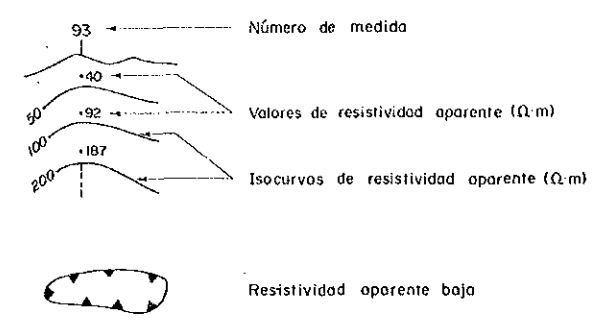 93
Número de medida
40
50
92
Valores de resistividad aparente (Ω·m)
100
187
200
Isocurvas de resistividad aparente (Ω·m)
Resistividad aparente baja